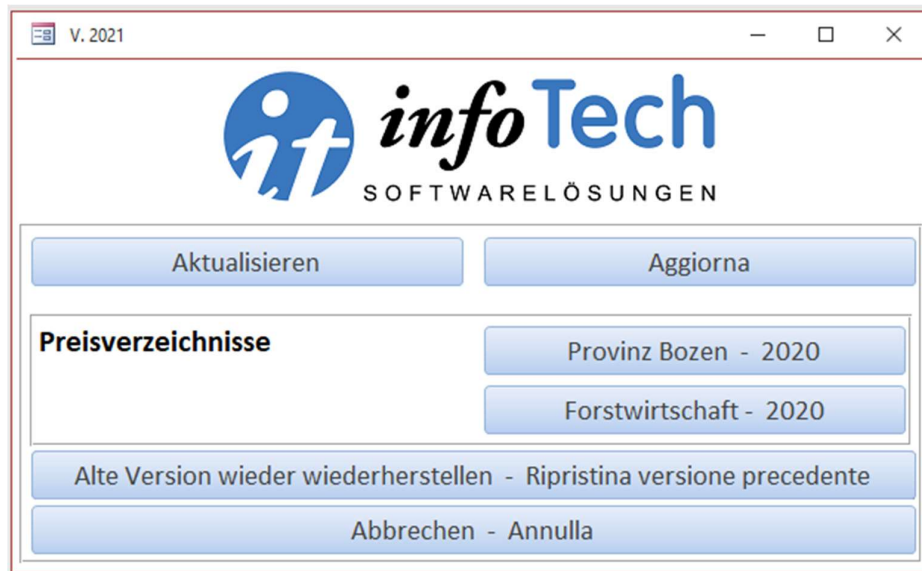 V. 2021
it infoTech
SOFTWARELÖSUNGEN
Aktualisieren Aggiorna
Preisverzeichnisse Provinz Bozen - 2020
Forstwirtschaft - 2020
Alte Version wieder wiederherstellen - Ripristina versione precedente
Abbrechen - Annulla